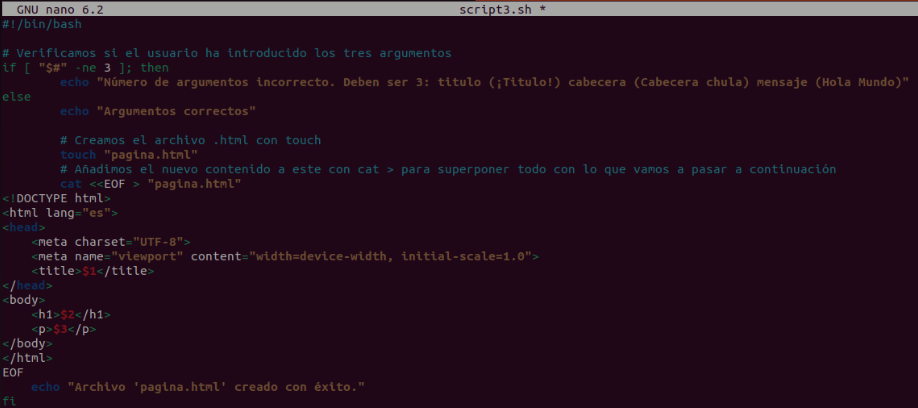 GNU nano 6.2 script3.sh *
#!/bin/bash
# Verificamos si el usuario ha introducido los tres argumentos
if [ "$#" -ne 3 ]; then
echo "Número de argumentos incorrecto. Deben ser 3: titulo (¡Titulo!) cabecera (Cabecera chula) mensaje (Hola Mundo)"
else
echo "Argumentos correctos"
# Creamos el archivo .html con touch
touch "pagina.html"
# Añadimos el nuevo contenido a este con cat > para superponer todo con lo que vamos a pasar a continuación
cat <<EOF > "pagina.html"
<!DOCTYPE html>
<html lang="es">
<head>
<meta charset="UTF-8">
<meta name="viewport" content="width=device-width, initial-scale=1.0">
<title>$1</title>
</head>
<body>
<h1>$2</h1>
<p>$3</p>
</body>
</html>
EOF
echo "Archivo 'pagina.html' creado con éxito."
fi